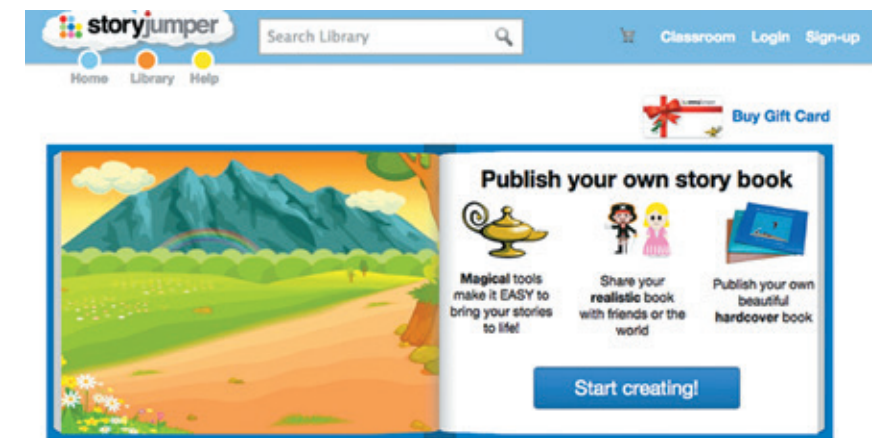 storyjumper
Search Library
Classroom Login Sign-up
Home Library Help
Buy Gift Card
Publish your own story book
Magical tools
make it EASY to
bring your stories
to life!
Share your
realistic book
with friends or the
world
Publish your own
beautiful
hardcover book
Start creating!